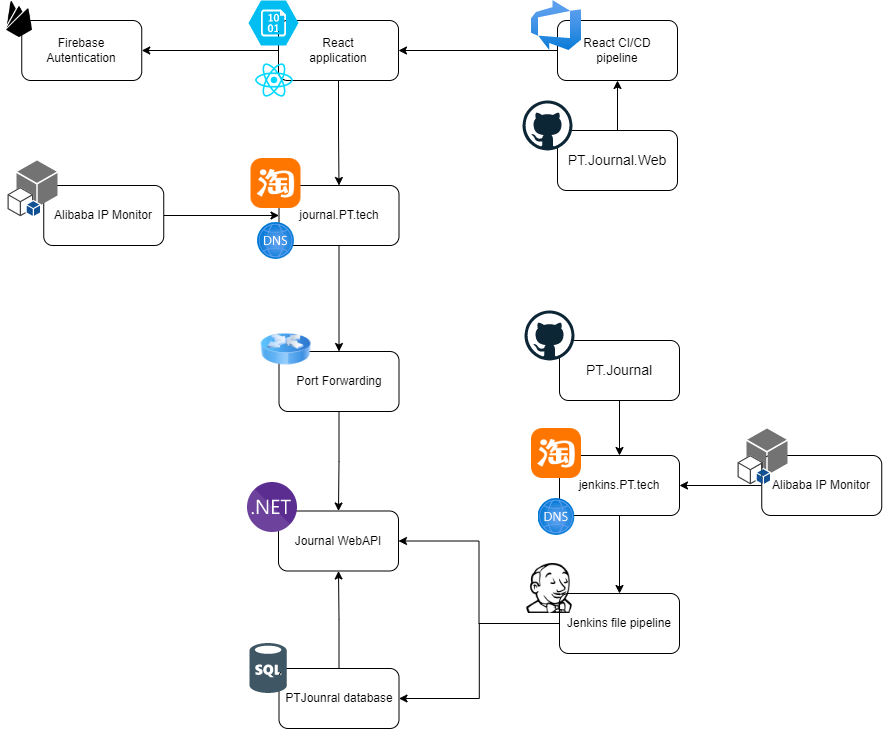 Firebase
Autentication
10
01
React
application
React CI/CD
pipeline
PT.Journal.Web
Alibaba IP Monitor
淘
journal.PT.tech
DNS
Port Forwarding
PT.Journal
淘
jenkins.PT.tech
DNS
Alibaba IP Monitor
.NET
Journal WebAPI
Jenkins file pipeline
SQL
PTJounral database